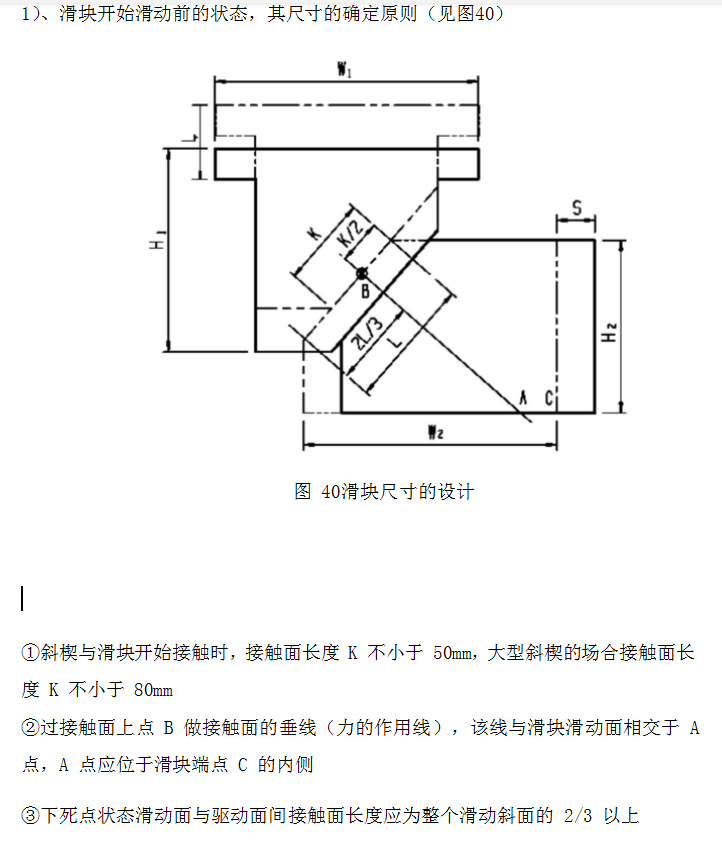 1)、滑块开始滑动前的状态，其尺寸的确定原则（见图40）
W1
L
S
K
K/2
H1
B
2L/3
L
H2
A
C
W2
图 40滑块尺寸的设计
①斜楔与滑块开始接触时，接触面长度 K 不小于 50mm，大型斜楔的场合接触面长
度 K 不小于 80mm
②过接触面上点 B 做接触面的垂线（力的作用线），该线与滑块滑动面相交于 A
点，A 点应位于滑块端点 C 的内侧
③下死点状态滑动面与驱动面间接触面长度应为整个滑动斜面的 2/3 以上